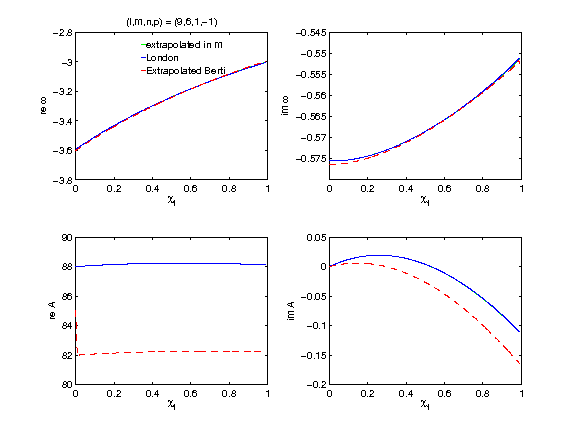 (l,m,n,p) = (9,6,1,−1)
−2.8
−3
−3.2
−3.4
−3.6
−3.8
re ω
extrapolated in m
London
Extrapolated Berti
0 0.2 0.4 0.6 0.8 1
χf
−0.545
−0.55
−0.555
−0.56
−0.565
−0.57
−0.575
im ω
0 0.2 0.4 0.6 0.8 1
χf
90
88
86
84
82
80
re A
0 0.2 0.4 0.6 0.8 1
χf
0.05
0
−0.05
−0.1
−0.15
−0.2
im A
0 0.2 0.4 0.6 0.8 1
χf